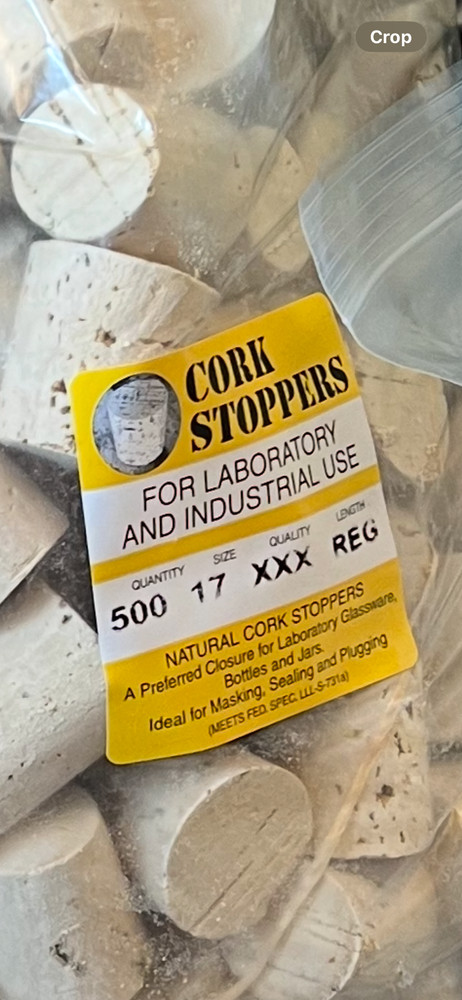 Crop
CORK
STOPPERS
FOR LABORATORY
AND INDUSTRIAL USE
QUANTITY SIZE QUALITY LENGTH
500 17 XXX REG
NATURAL CORK STOPPERS
A Preferred Closure for Laboratory Glassware,
Bottles and Jars.
Ideal for Masking, Sealing and Plugging
(MEETS FED. SPEC. LLL-S-731a)